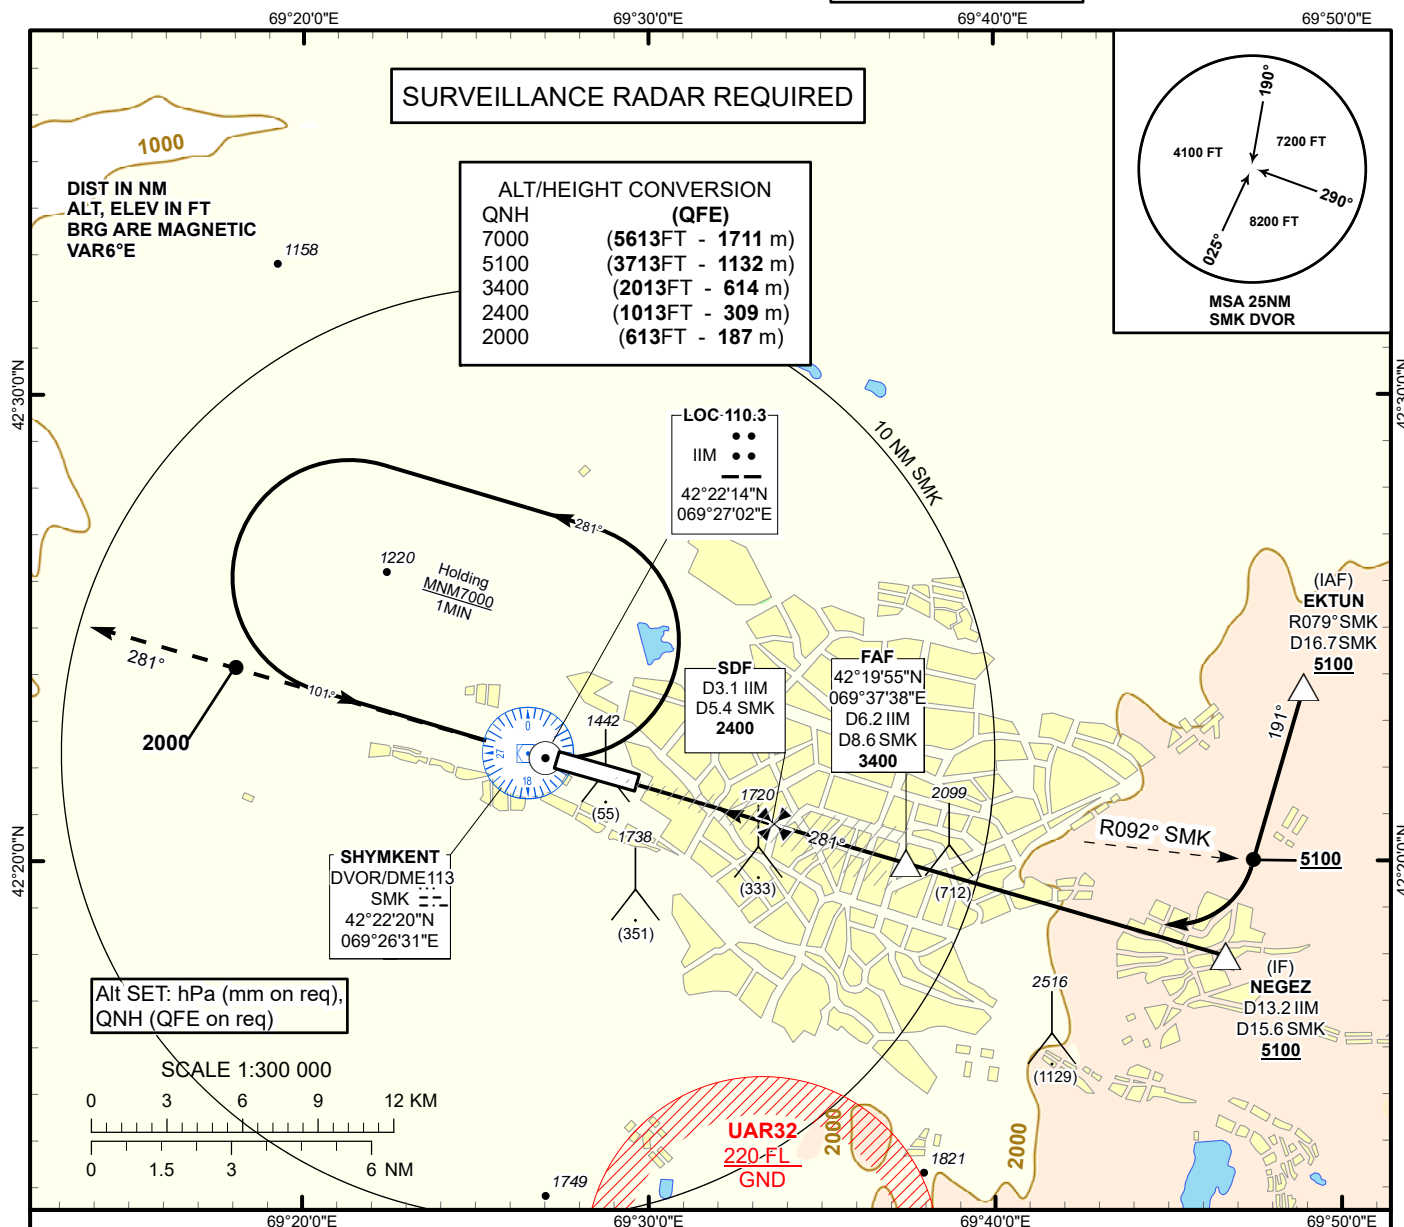 69°20'0"E
69°30'0"E
69°40'0"E
69°50'0"E
SURVEILLANCE RADAR REQUIRED
190°
4100 FT
7200 FT
290°
8200 FT
025°
MSA 25NM
SMK DVOR
1000
DIST IN NM
ALT, ELEV IN FT
BRG ARE MAGNETIC
VAR6°E
1158
ALT/HEIGHT CONVERSION
QNH (QFE)
7000 (5613FT - 1711 m)
5100 (3713FT - 1132 m)
3400 (2013FT - 614 m)
2400 (1013FT - 309 m)
2000 (613FT - 187 m)
42°30'0"N
42°30'0"N
10 NM SMK
LOC 110.3
IIM
42°22'14"N
069°27'02"E
281°
1220
Holding
MNM7000
1MIN
281°
101°
2000
(IAF)
EKTUN
R079°SMK
D16.7SMK
5100
191°
SDF
D3.1 IIM
D5.4 SMK
2400
FAF
42°19'55"N
069°37'38"E
D6.2 IIM
D8.6 SMK
3400
1442
0
27
18
(55)
1720
2099
281°
R092° SMK
5100
1738
(333)
(712)
(351)
42°20'0"N
42°20'0"N
SHYMKENT
DVOR/DME113
SMK
42°22'20"N
069°26'31"E
(IF)
NEGEZ
D13.2 IIM
D15.6 SMK
5100
2516
(1129)
Alt SET: hPa (mm on req),
QNH (QFE on req)
SCALE 1:300 000
0 3 6 9 12 KM
0 1.5 3 6 NM
UAR32
220 FL
GND
2000
2000
1821
1749
69°20'0"E
69°30'0"E
69°40'0"E
69°50'0"E